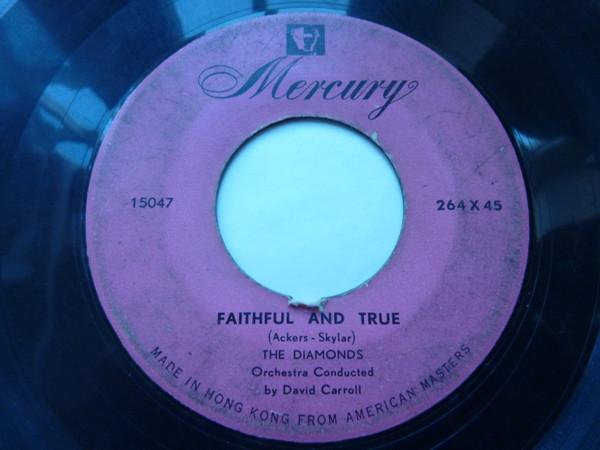 Mercury
15047
264 X 45
FAITHFUL AND TRUE
(Ackers - Skylar)
THE DIAMONDS
Orchestra Conducted
by David Carroll
MADE IN HONG KONG FROM AMERICAN MASTERS